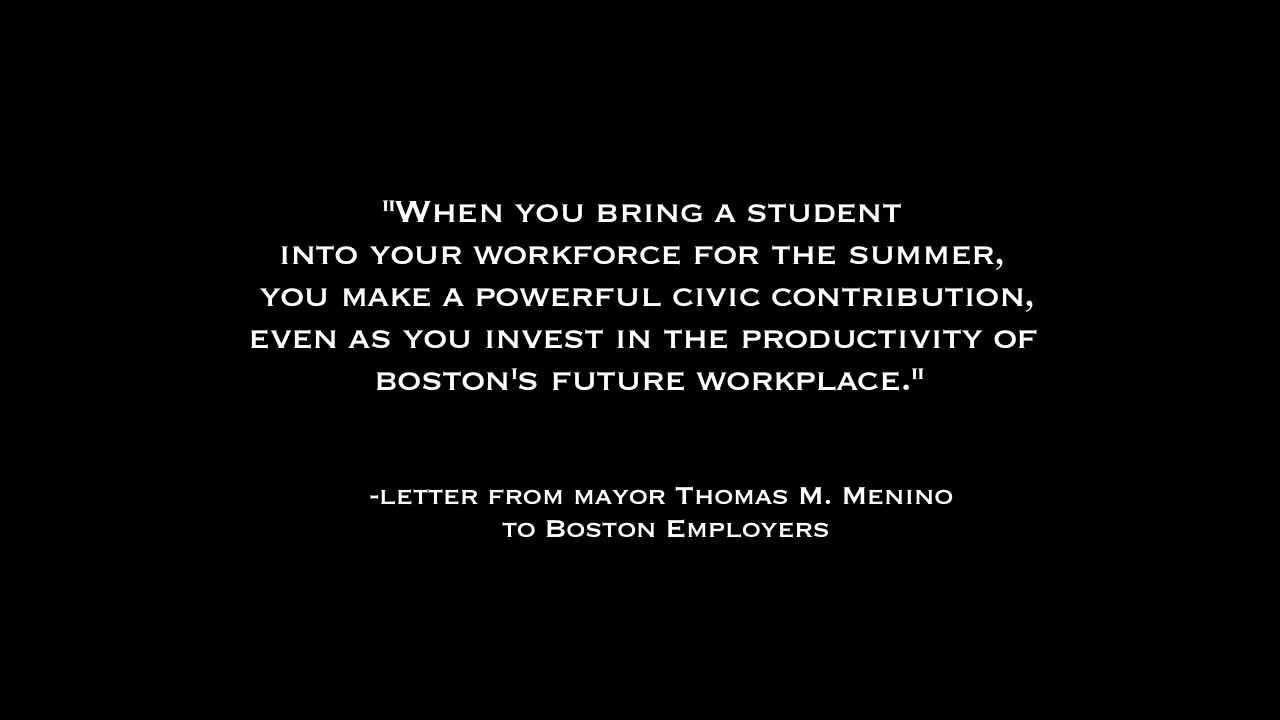 "When you bring a student
into your workforce for the summer,
you make a powerful civic contribution,
even as you invest in the productivity of
Boston's future workplace."
-letter from mayor Thomas M. Menino
to Boston Employers